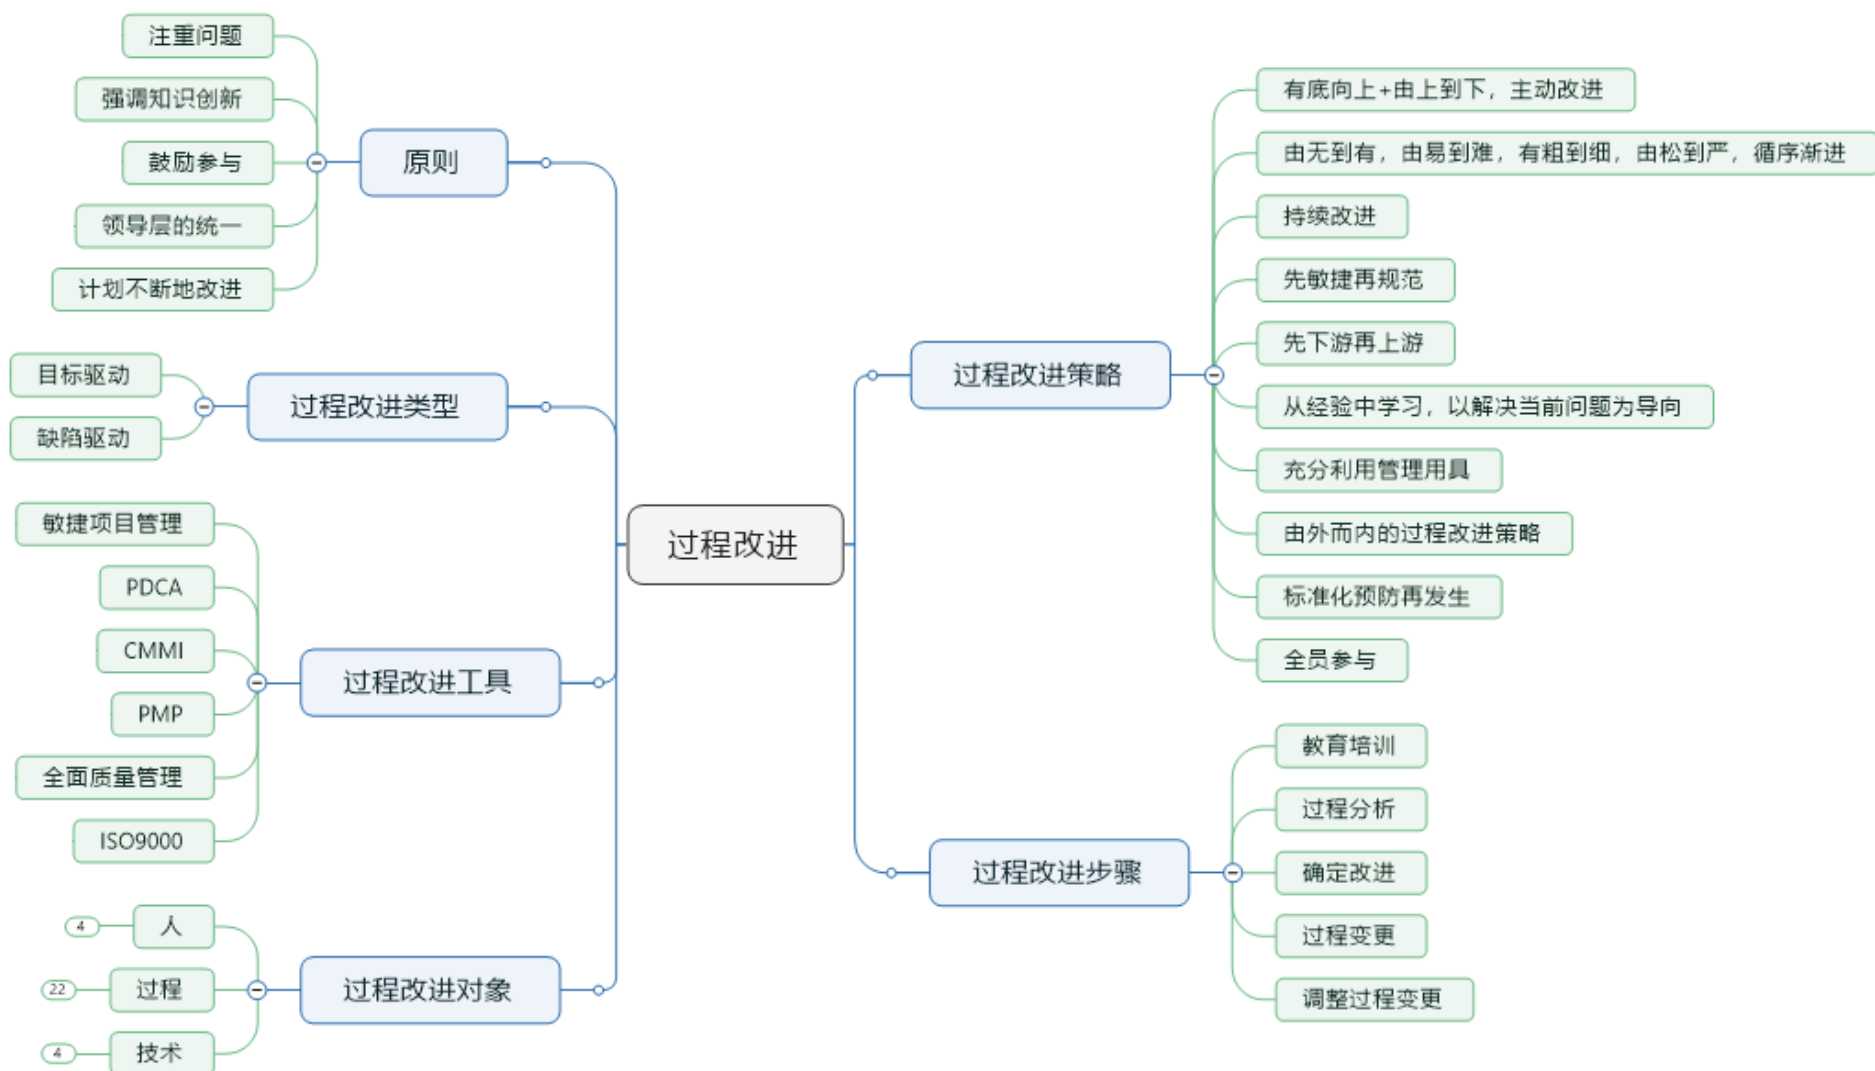 过程改进
原则
注重问题
强调知识创新
鼓励参与
领导层的统一
计划不断地改进
过程改进类型
目标驱动
缺陷驱动
过程改进工具
敏捷项目管理
PDCA
CMMI
PMP
全面质量管理
ISO9000
过程改进对象
人
4
过程
22
技术
4
过程改进策略
有底向上+由上到下，主动改进
由无到有，由易到难，有粗到细，由松到严，循序渐进
持续改进
先敏捷再规范
先下游再上游
从经验中学习，以解决当前问题为导向
充分利用管理用具
由外而内的过程改进策略
标准化预防再发生
全员参与
过程改进步骤
教育培训
过程分析
确定改进
过程变更
调整过程变更